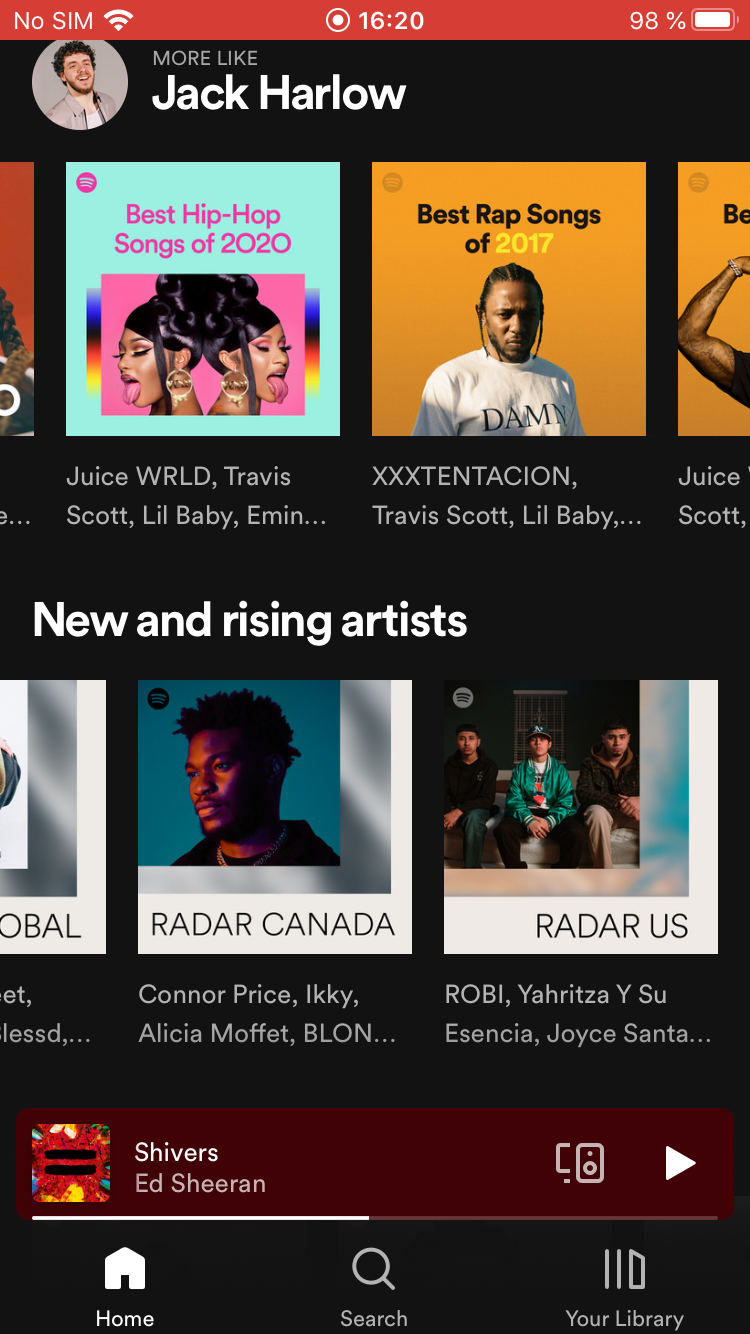 No SIM 16:20 98 %
MORE LIKE
Jack Harlow
Best Hip-Hop
Songs of 2020
Best Rap Songs
of 2017
Be
DAMN
O
Juice WRLD, Travis
Scott, Lil Baby, Emin...
XXXTENTACION,
Travis Scott, Lil Baby,...
Juice
Scott,
e...
New and rising artists
OBAL
RADAR CANADA
RADAR US
eet,
Blessd,...
Connor Price, Ikky,
Alicia Moffet, BLON...
ROBI, Yahritza Y Su
Esencia, Joyce Santa...
Shivers
Ed Sheeran
Home
Search
Your Library